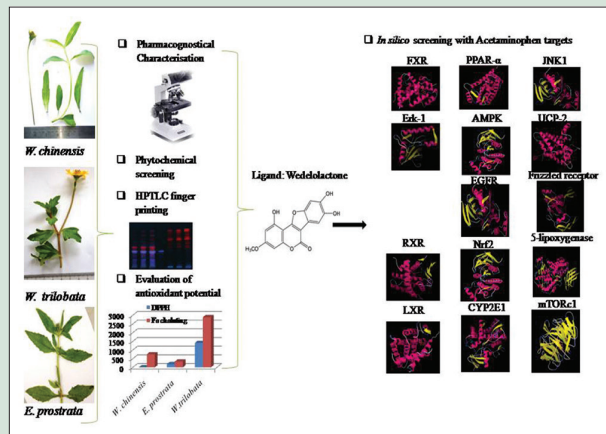 W. chinensis
W. trilobata
E. prostrata
❑ Pharmacognostical
Characterisation
❑ Phytochemical
screening
❑ HPTLC finger
printing
❑ Evaluation of
antioxidant potential
DPPH
Fe chelating
3000
2500
2000
1500
1000
500
0
W. chinensis
E. prostrata
W.trilobata
Ligand: Wedelolactone
OH
OH
OH
H₃CO
O
O
O
❑ In silico screening with Acetaminophen targets
FXR
PPAR-α
JNK1
Erk-1
AMPK
UCP-2
EGFR
Frizzled receptor
RXR
Nrf2
5-lipoxygenase
LXR
CYP2E1
mTORc1